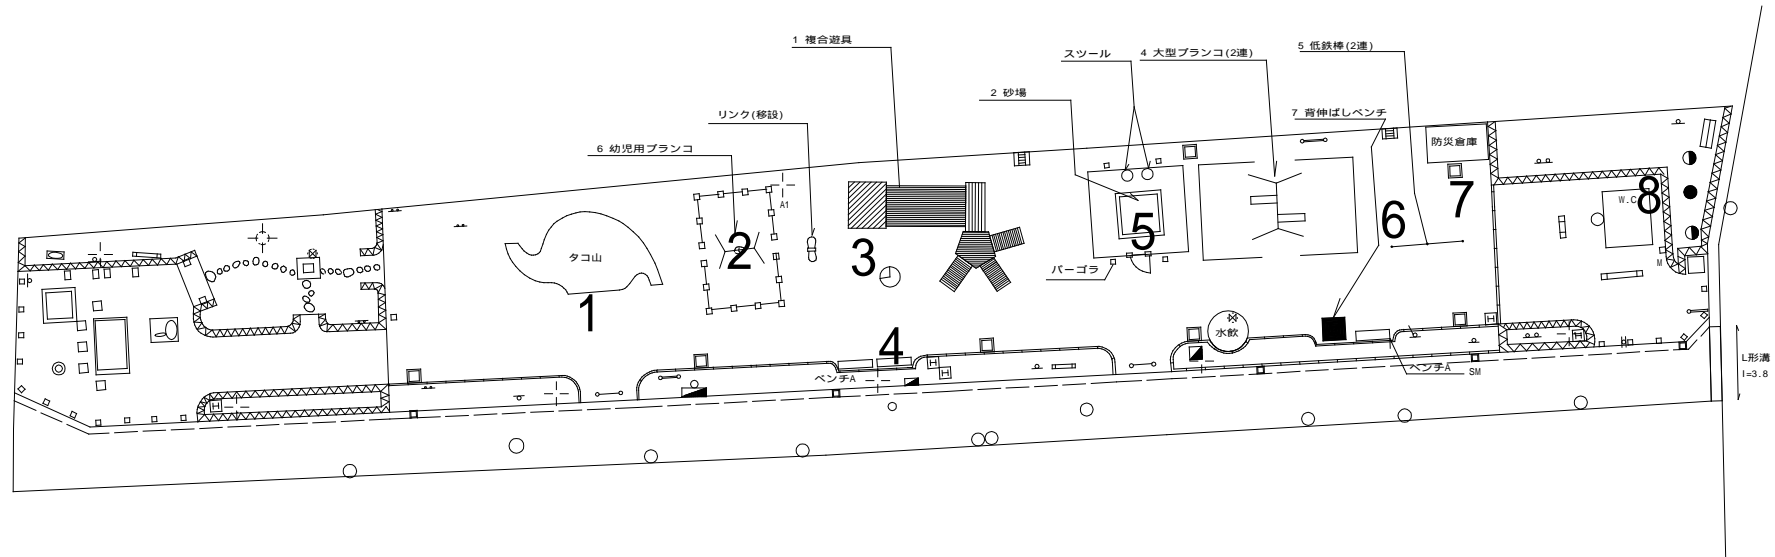 1 複合遊具
スツール
4 大型ブランコ(2連)
5 低鉄棒(2連)
2 砂場
リンク(移設)
7 背伸ばしベンチ
6 幼児用ブランコ
防災倉庫
A1
W.C
8
7
6
5
2
3
タコ山
パーゴラ
M
1
水飲
4
ベンチA
ベンチA
SM
L形溝
l=3.8